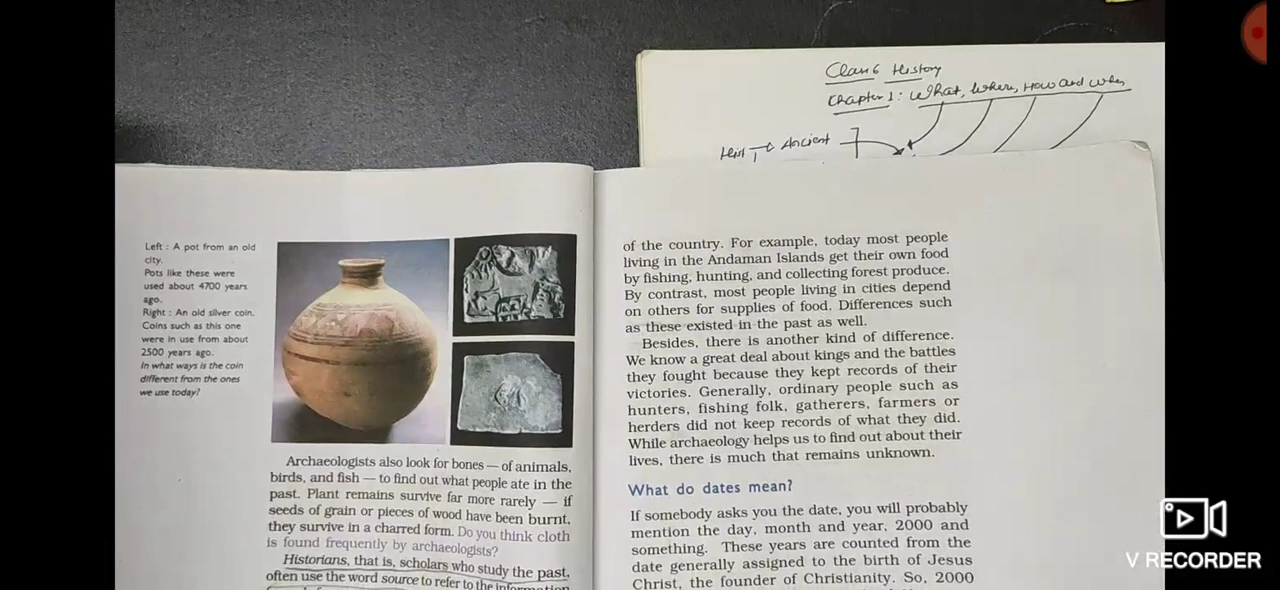 Class 6 History
Chapter 1: What, Where, How and When
Hist → Ancient
Left : A pot from an old
city.
Pots like these were
used about 4700 years
ago.
Right : An old silver coin.
Coins such as this one
were in use from about
2500 years ago.
In what ways is the coin
different from the ones
we use today?
Archaeologists also look for bones — of animals,
birds, and fish — to find out what people ate in the
past. Plant remains survive far more rarely — if
seeds of grain or pieces of wood have been burnt,
they survive in a charred form. Do you think cloth
is found frequently by archaeologists?
Historians, that is, scholars who study the past,
often use the word source to refer to the information
of the country. For example, today most people
living in the Andaman Islands get their own food
by fishing, hunting, and collecting forest produce.
By contrast, most people living in cities depend
on others for supplies of food. Differences such
as these existed in the past as well.
Besides, there is another kind of difference.
We know a great deal about kings and the battles
they fought because they kept records of their
victories. Generally, ordinary people such as
hunters, fishing folk, gatherers, farmers or
herders did not keep records of what they did.
While archaeology helps us to find out about their
lives, there is much that remains unknown.
What do dates mean?
If somebody asks you the date, you will probably
mention the day, month and year, 2000 and
something. These years are counted from the
date generally assigned to the birth of Jesus
Christ, the founder of Christianity. So, 2000
V RECORDER